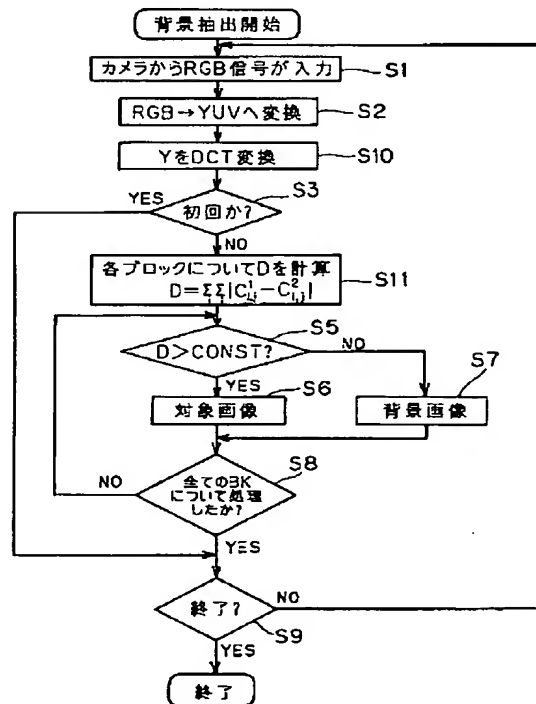 背景抽出開始
カメラからRGB信号が入力
S1
RGB→YUVへ変換
S2
YをDCT変換
S10
S3
YES
初回か?
NO
各ブロックについてDを計算
D=ΣΣ|C¹i,j−C²i,j|
S11
S5
D>CONST?
NO
YES
S6
S7
対象画像
背景画像
S8
NO
全てのBK
について処理
したか?
YES
終了?
NO
S9
YES
終了